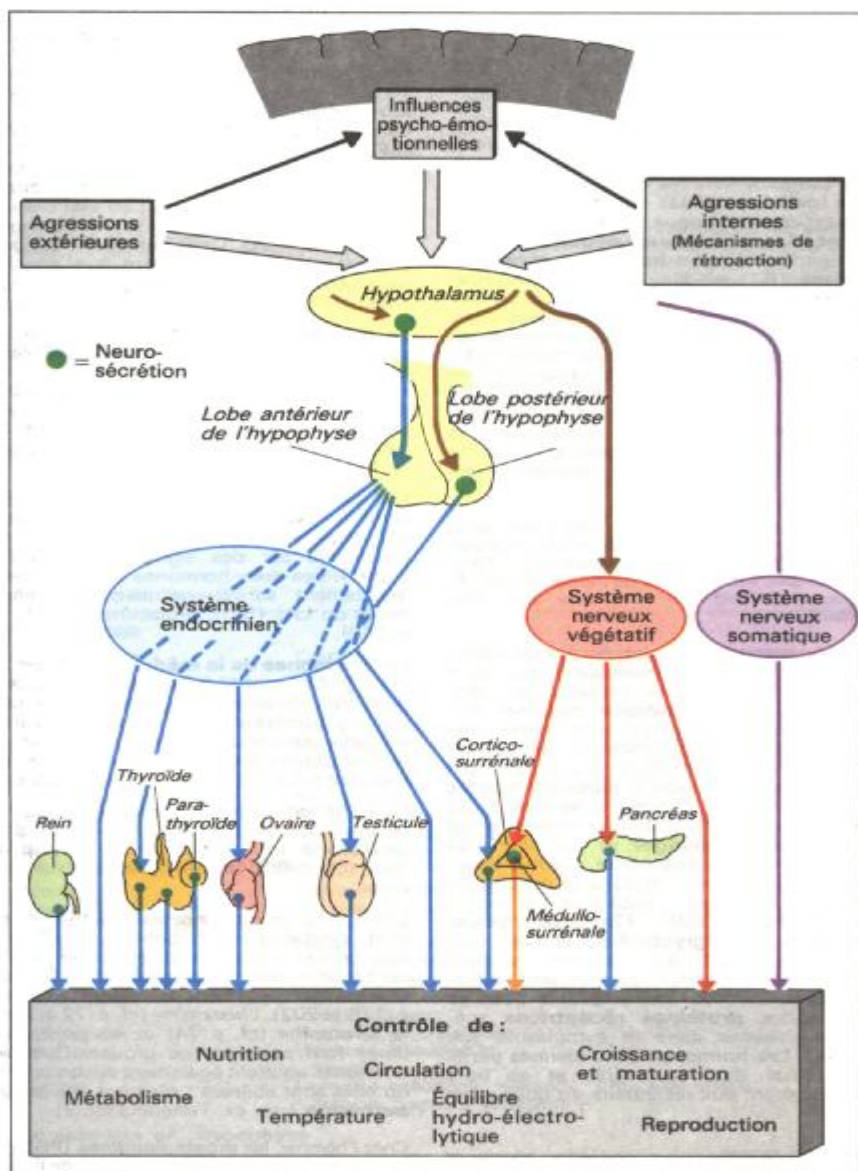 Influences
psycho-émo-
tionnelles
Agressions
extérieures
Agressions
internes
(Mécanismes de
rétroaction)
Hypothalamus
= Neuro-
sécrétion
Lobe antérieur
de l'hypophyse
Lobe postérieur
de l'hypophyse
Système
endocrinien
Système
nerveux
végétatif
Système
nerveux
somatique
Rein
Thyroïde
Para-
thyroïde
Ovaire
Testicule
Cortico-
surrénale
Médullo-
surrénale
Pancréas
Contrôle de :
Nutrition
Métabolisme
Circulation
Température
Équilibre
hydro-électro-
lytique
Croissance
et maturation
Reproduction